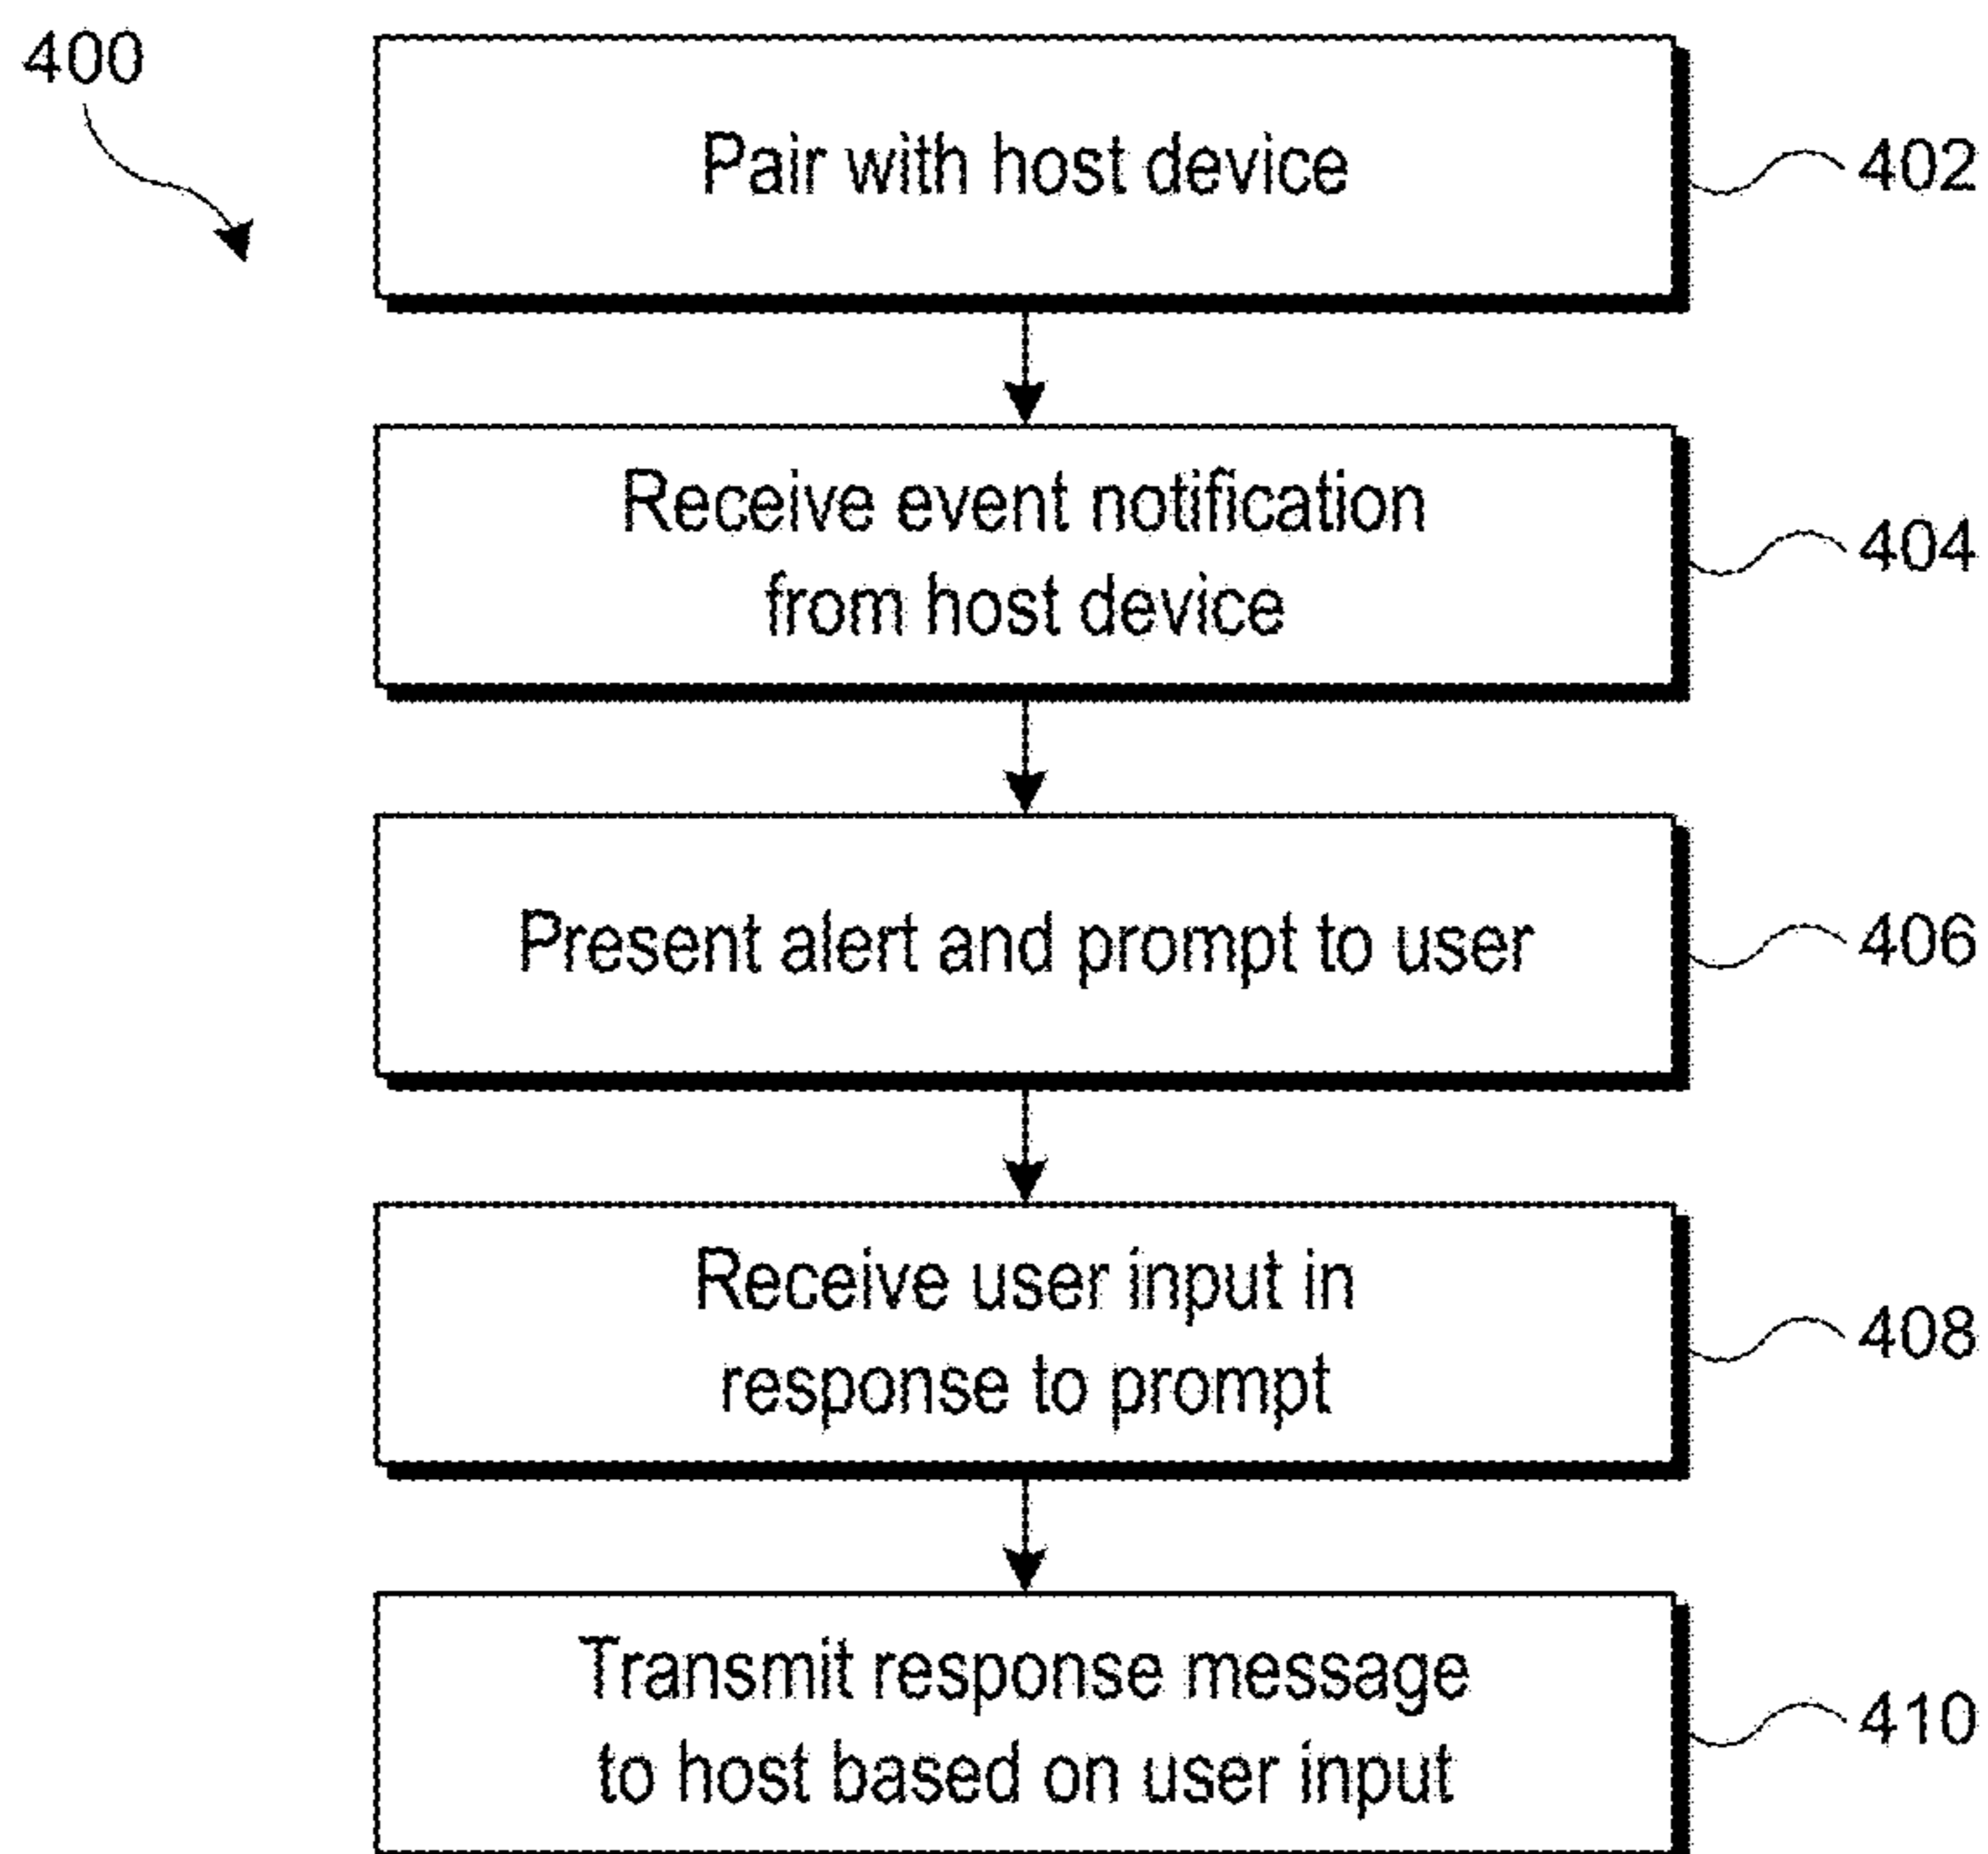 400
Pair with host device
402
Receive event notification
from host device
404
Present alert and prompt to user
406
Receive user input in
response to prompt
408
Transmit response message
to host based on user input
410